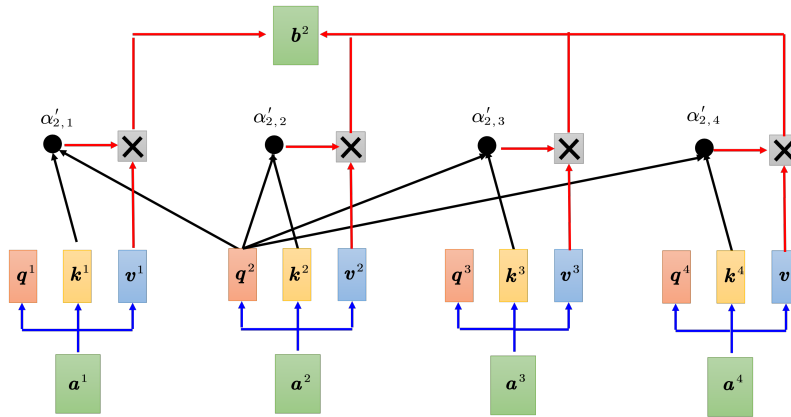 b²
α′₂,₁ α′₂,₂ α′₂,₃ α′₂,₄
q¹ k¹ v¹ q² k² v² q³ k³ v³ q⁴ k⁴ v
a¹ a² a³ a⁴